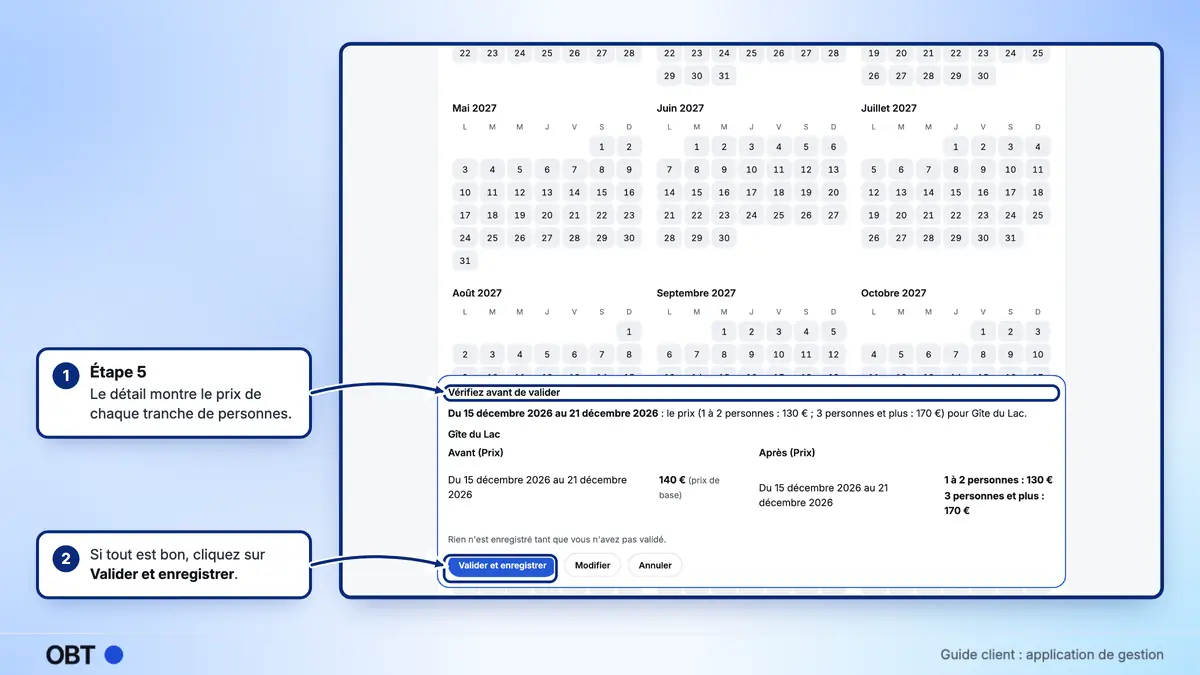 22 23 24 25 26 27 28
22 23 24 25 26 27 28
29 30 31
19 20 21 22 23 24 25
26 27 28 29 30
Mai 2027
L M M J V S D
1 2
3 4 5 6 7 8 9
10 11 12 13 14 15 16
17 18 19 20 21 22 23
24 25 26 27 28 29 30
31
Juin 2027
L M M J V S D
1 2 3 4 5 6
7 8 9 10 11 12 13
14 15 16 17 18 19 20
21 22 23 24 25 26 27
28 29 30
Juillet 2027
L M M J V S D
1 2 3 4
5 6 7 8 9 10 11
12 13 14 15 16 17 18
19 20 21 22 23 24 25
26 27 28 29 30 31
Août 2027
L M M J V S D
1
2 3 4 5 6 7 8
Septembre 2027
L M M J V S D
1 2 3 4 5
6 7 8 9 10 11 12
Octobre 2027
L M M J V S D
1 2 3
4 5 6 7 8 9 10
1
Étape 5
Le détail montre le prix de
chaque tranche de personnes.
Vérifiez avant de valider
Du 15 décembre 2026 au 21 décembre 2026 : le prix (1 à 2 personnes : 130 € ; 3 personnes et plus : 170 €) pour Gîte du Lac.
Gîte du Lac
Avant (Prix)
Du 15 décembre 2026 au 21 décembre
2026
140 € (prix de
base)
Après (Prix)
Du 15 décembre 2026 au 21
décembre 2026
1 à 2 personnes : 130 €
3 personnes et plus :
170 €
Rien n'est enregistré tant que vous n'avez pas validé.
2
Si tout est bon, cliquez sur
Valider et enregistrer.
Valider et enregistrer
Modifier
Annuler
OBT
Guide client : application de gestion